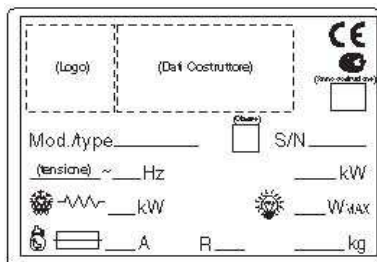 CE
(Logo)
(Dati Costruttore)
(Anno costruzione)
(Classe)
Mod./type
S/N
(tensione) ~ Hz
kW
kW
WMAX
A
R
kg